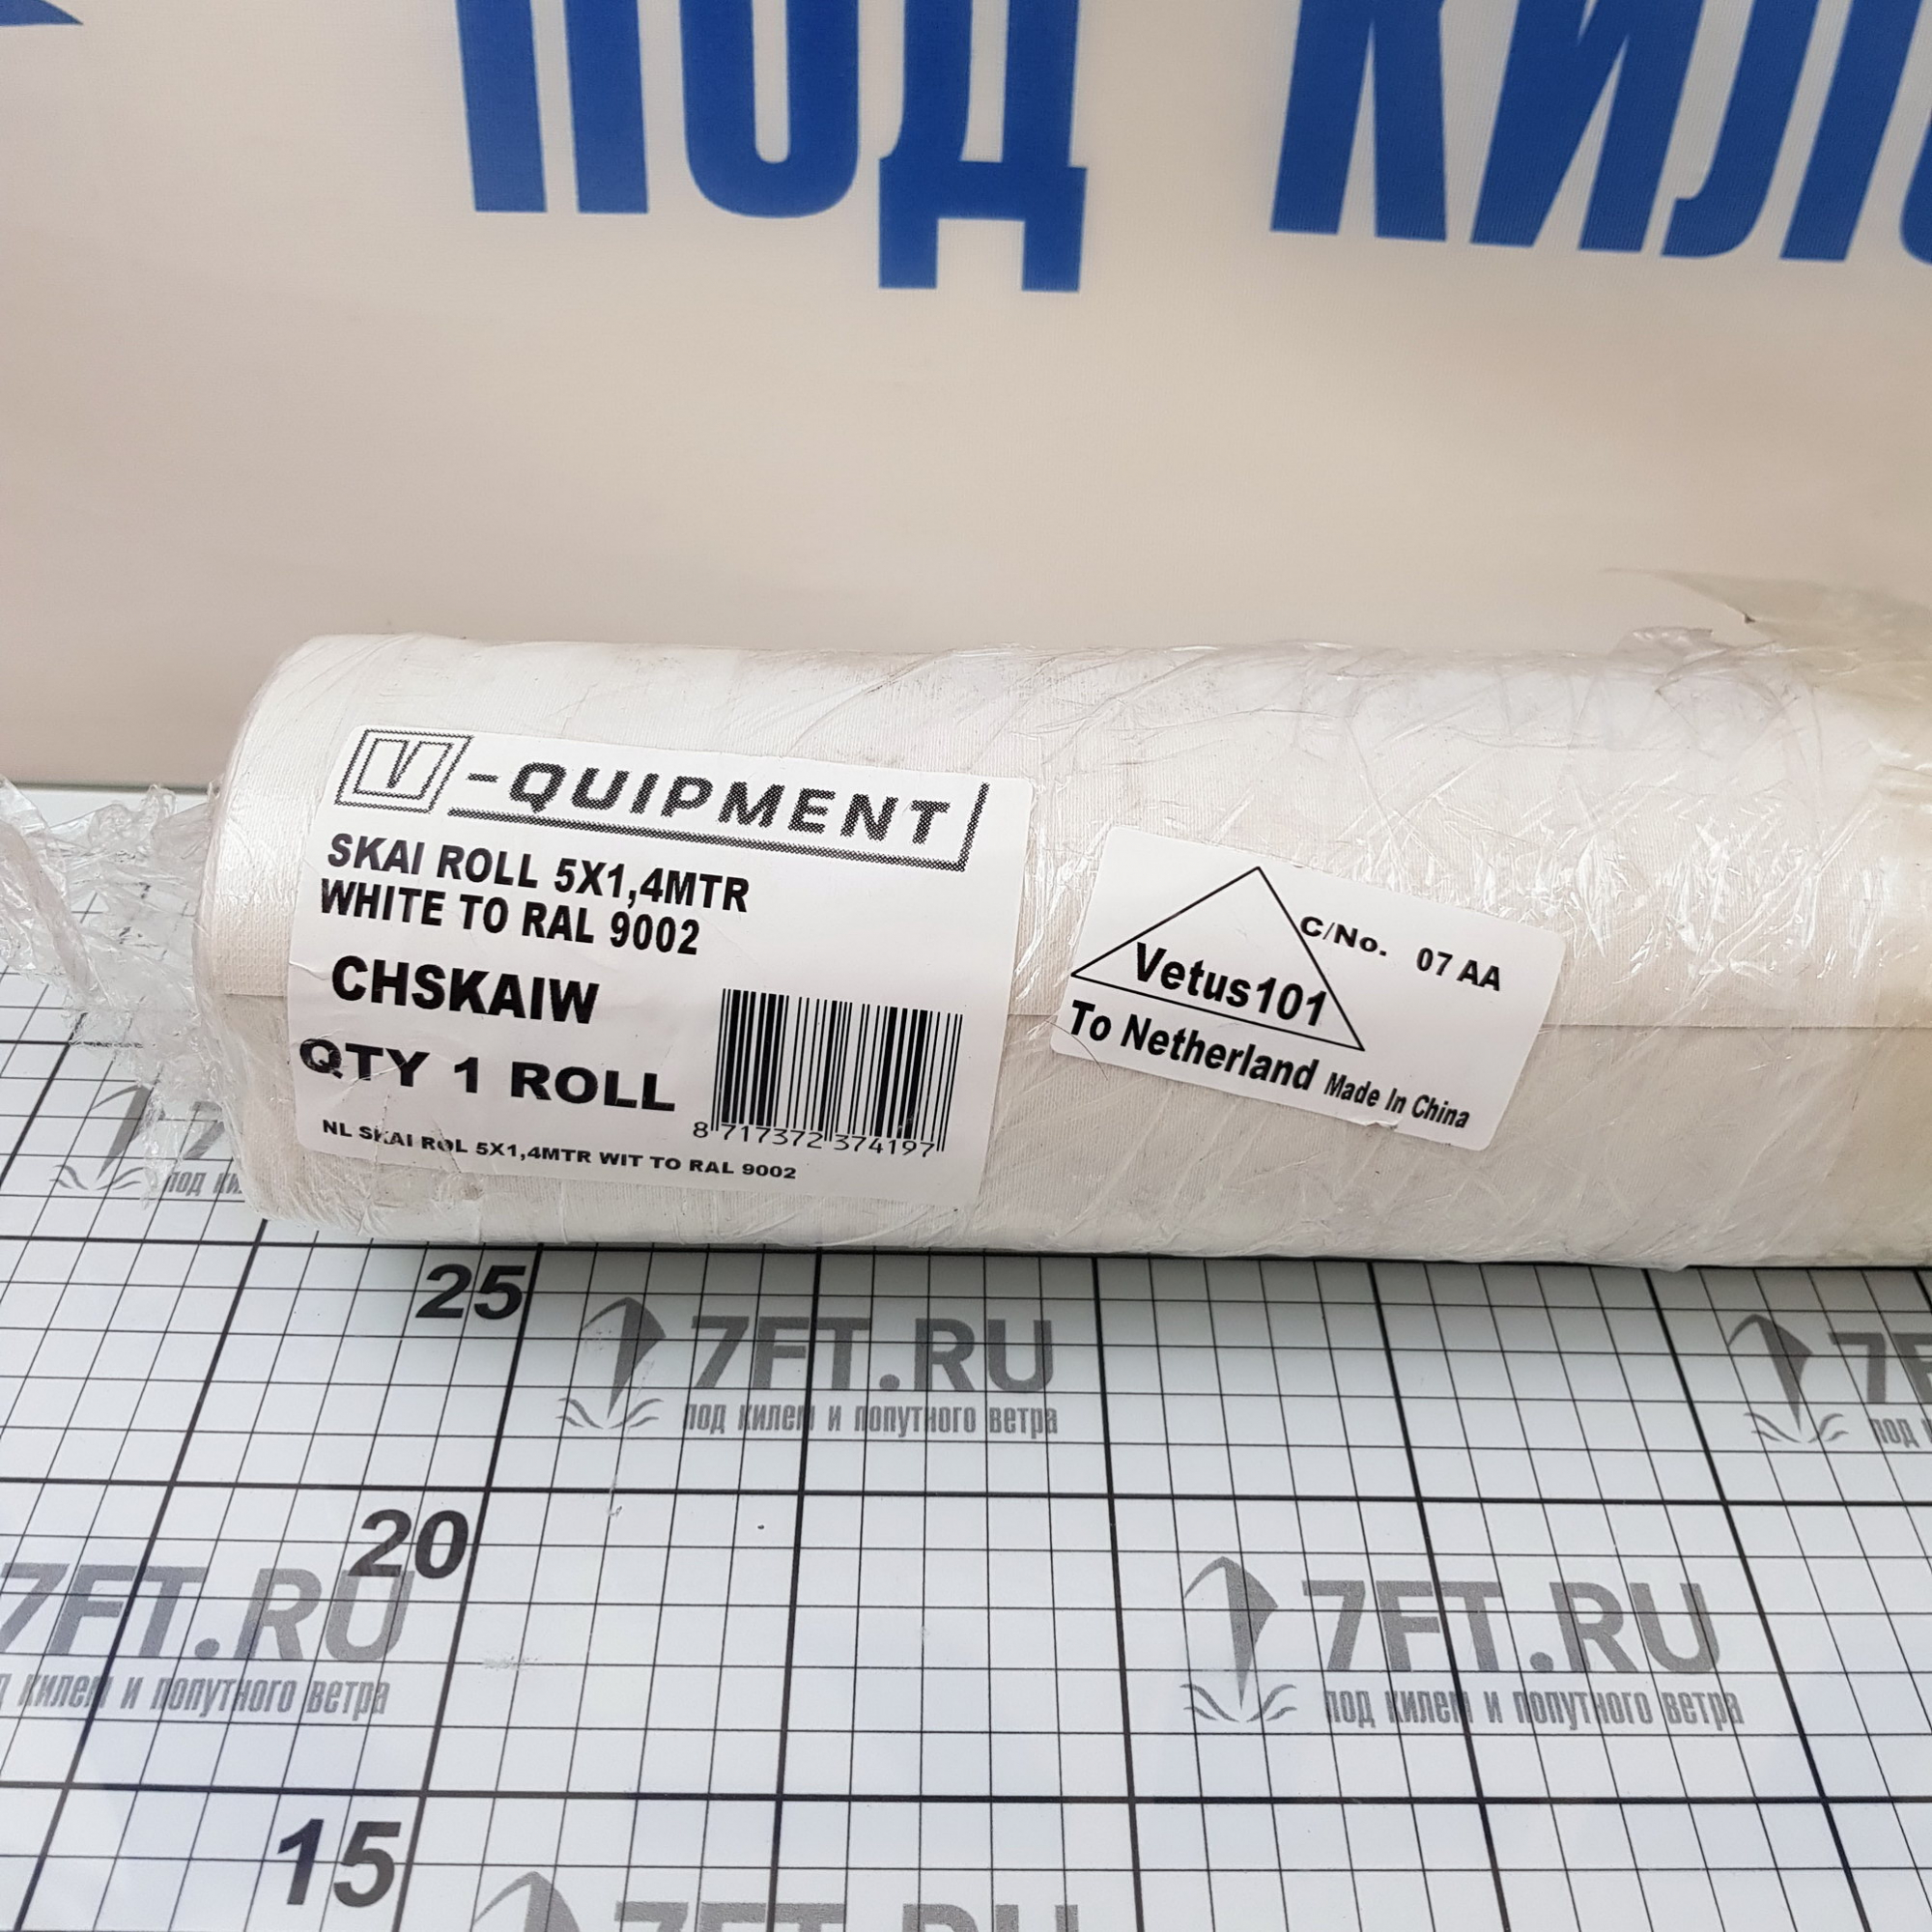 ПОД
V-QUIPMENT
SKAI ROLL 5X1,4MTR
WHITE TO RAL 9002
CHSKAIW
QTY 1 ROLL
8 717372 374197
NL SKAI ROL 5X1,4MTR WIT TO RAL 9002
C/No. 07 AA
Vetus101
To Netherland Made In China
25
7FT.RU
под килем и попутного ветра
20
7FT.RU
килем и попутного ветра
7FT.RU
под килем и попутного ветра
15